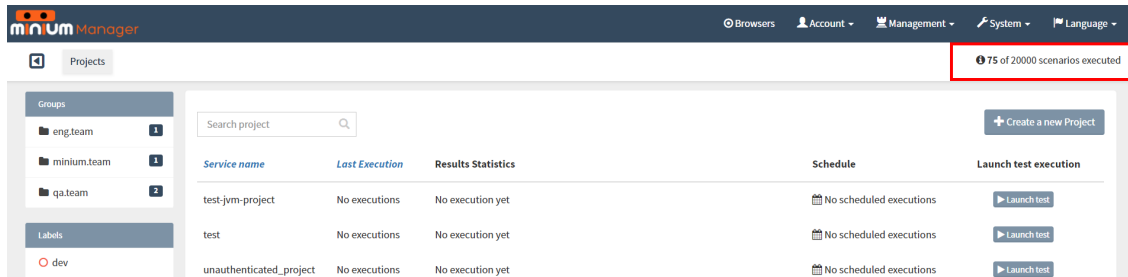 minium Manager
Browsers Account Management System Language
Projects
75 of 20000 scenarios executed
Groups
eng.team 1
minium.team 1
qa.team 2
Labels
dev
Search project
Create a new Project
Service name Last Execution Results Statistics Schedule Launch test execution
test-jvm-project No executions No execution yet No scheduled executions Launch test
test No executions No execution yet No scheduled executions Launch test
unauthenticated_project No executions No execution yet No scheduled executions Launch test